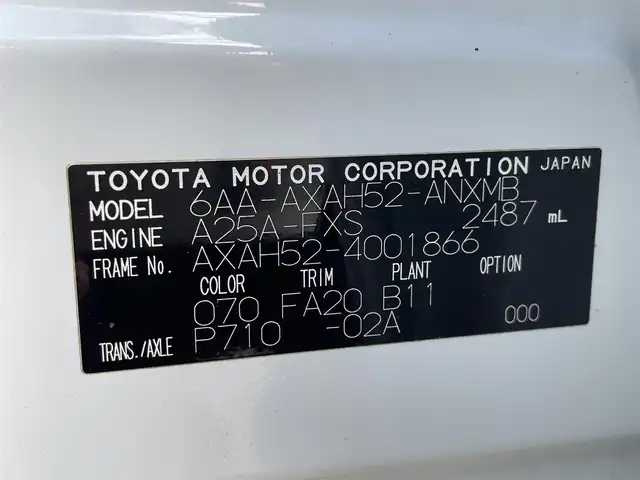 TOYOTA MOTOR CORPORATION JAPAN
MODEL 6AA-AXAH52-ANXMB
ENGINE A25A-FXS 2487 mL
FRAME No. AXAH52-4001866
COLOR TRIM PLANT OPTION
070 FA20 B11
TRANS./AXLE P710 -02A 000